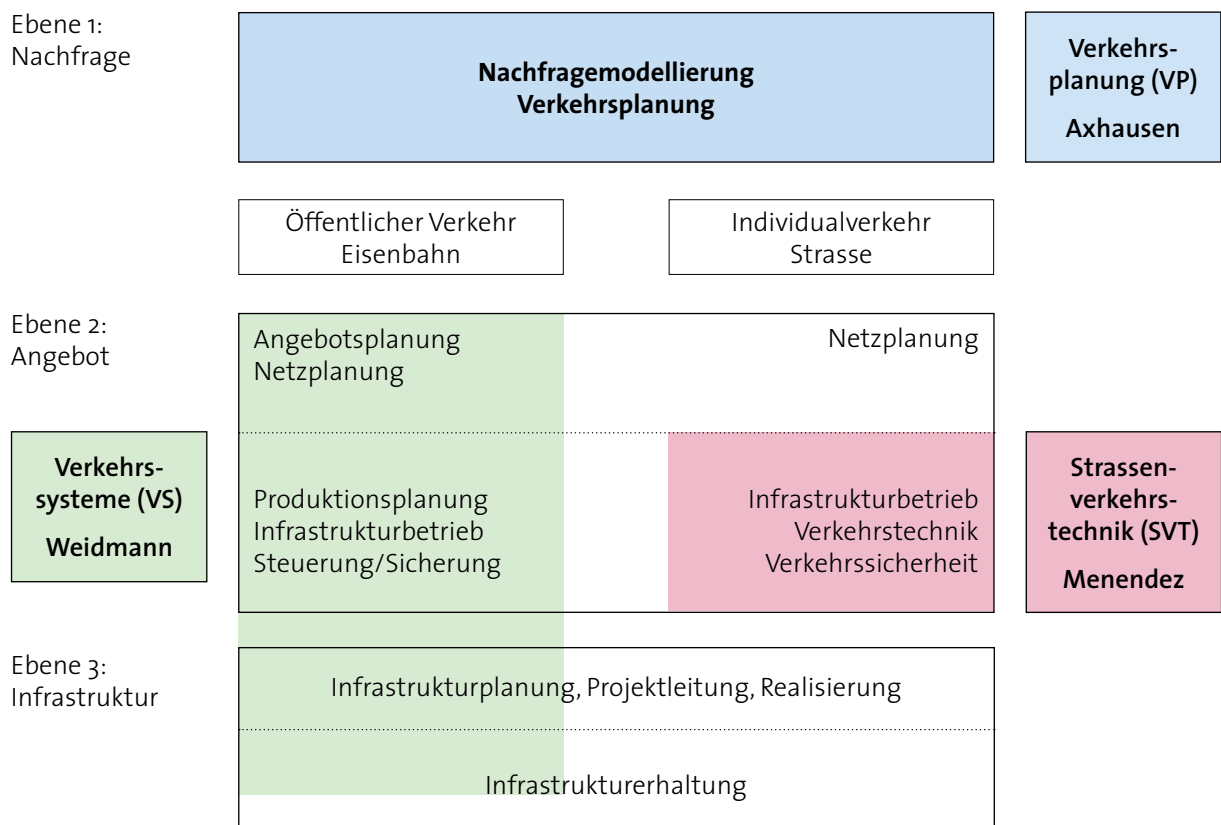 Ebene 1:
Nachfrage
Nachfragemodellierung
Verkehrsplanung
Verkehrs-
planung (VP)
Axhausen
Öffentlicher Verkehr
Eisenbahn
Individualverkehr
Strasse
Ebene 2:
Angebot
Angebotsplanung
Netzplanung
Netzplanung
Verkehrs-
systeme (VS)
Weidmann
Produktionsplanung
Infrastrukturbetrieb
Steuerung/Sicherung
Infrastrukturbetrieb
Verkehrstechnik
Verkehrssicherheit
Strassen-
verkehrs-
technik (SVT)
Menendez
Ebene 3:
Infrastruktur
Infrastrukturplanung, Projektleitung, Realisierung
Infrastrukturerhaltung